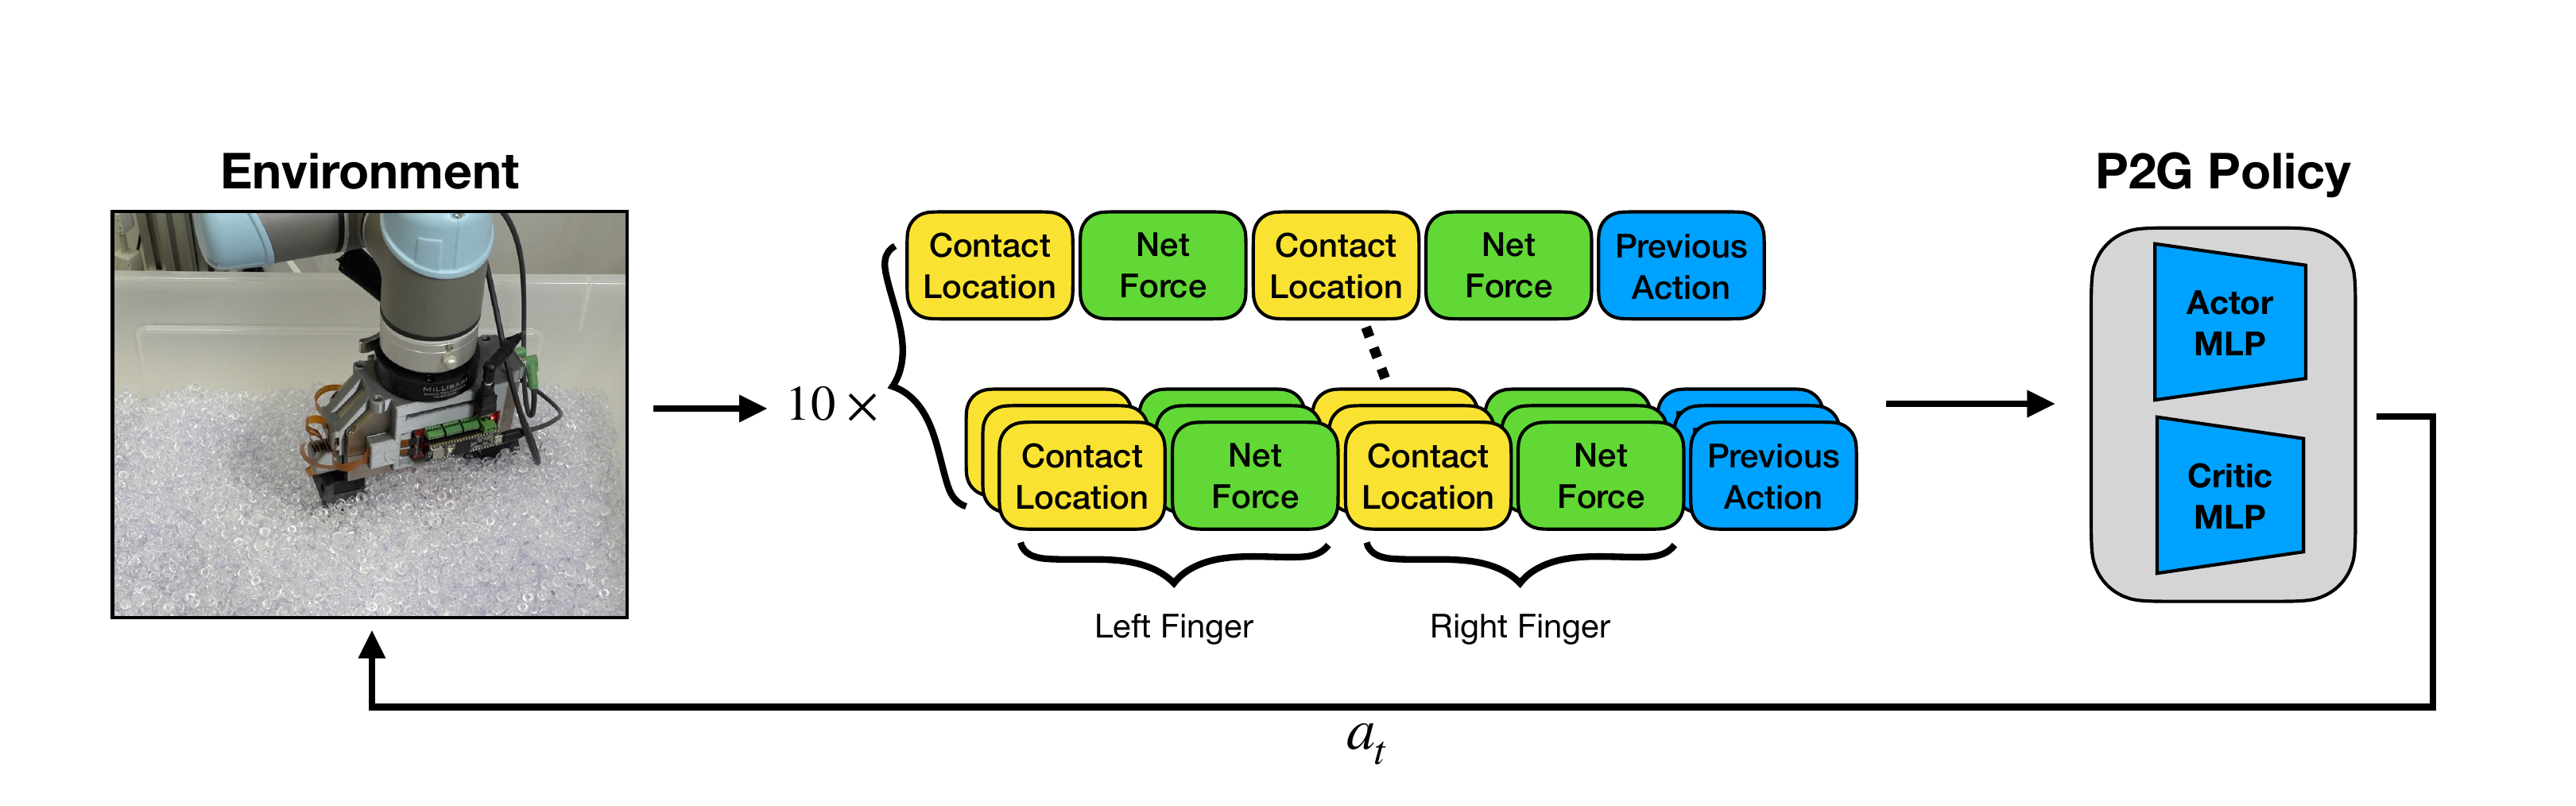 Environment
P2G Policy
Contact
Location
Net
Force
Contact
Location
Net
Force
Previous
Action
10 ×
Contact
Location
Net
Force
Contact
Location
Net
Force
Previous
Action
Left Finger
Right Finger
Actor
MLP
Critic
MLP
MILLIBAR
a_t